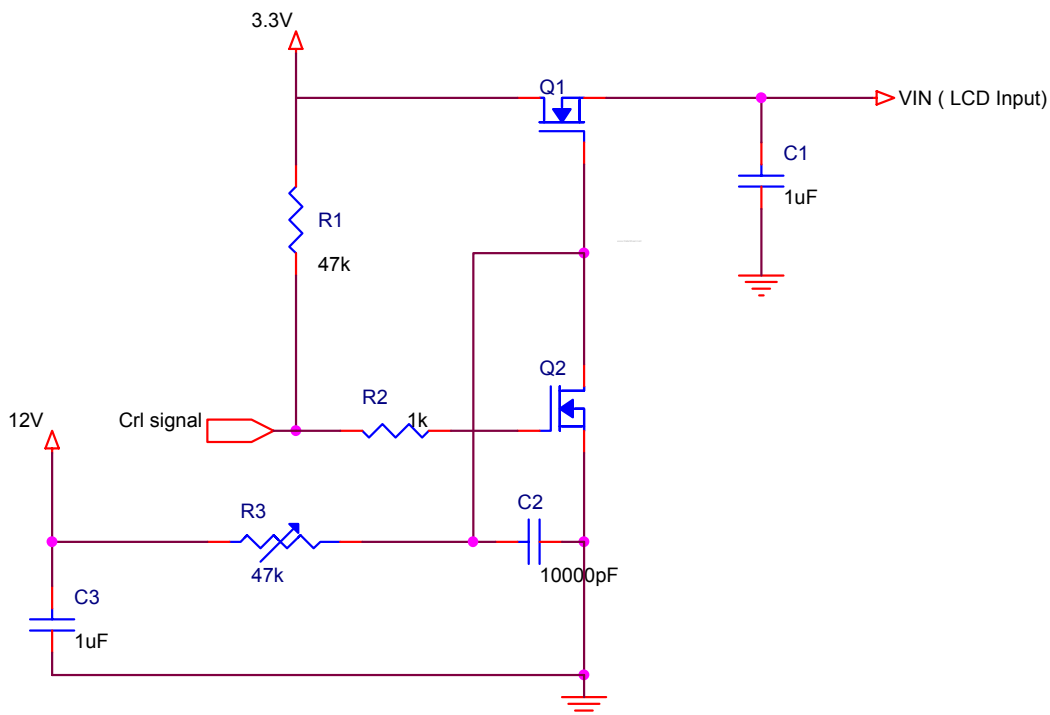 3.3V
Q1
VIN ( LCD Input)
C1
1uF
R1
47k
Q2
R2
1k
12V
Crl signal
R3
47k
C2
10000pF
C3
1uF